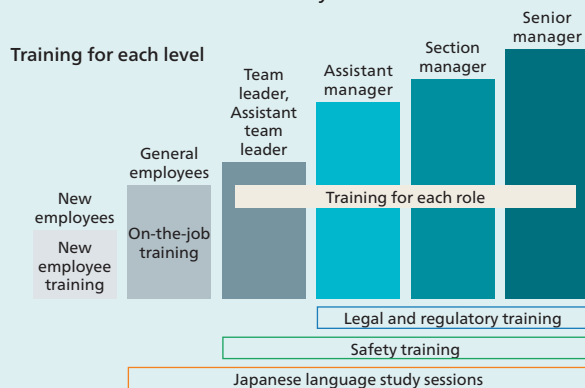 Training for each level
New
employees
New
employee
training
General
employees
On-the-job
training
Team
leader,
Assistant
team
leader
Assistant
manager
Section
manager
Senior
manager
Training for each role
Legal and regulatory training
Safety training
Japanese language study sessions